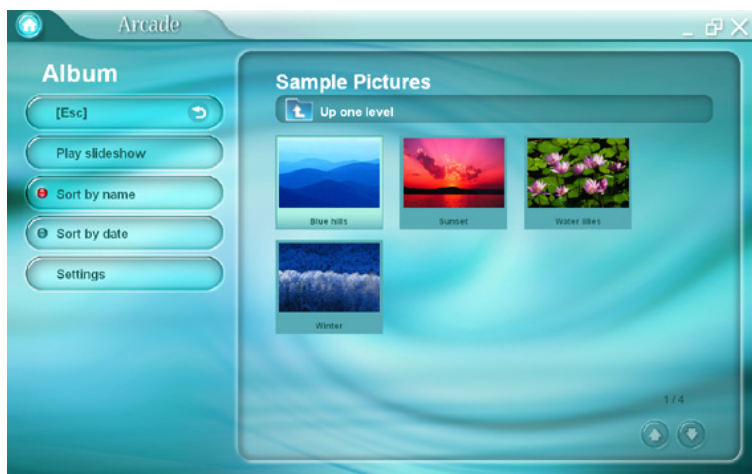 Arcade
Album
[Esc]
Play slideshow
Sort by name
Sort by date
Settings
Sample Pictures
Up one level
Blue hills
Sunset
Water lilies
Winter
1 / 4